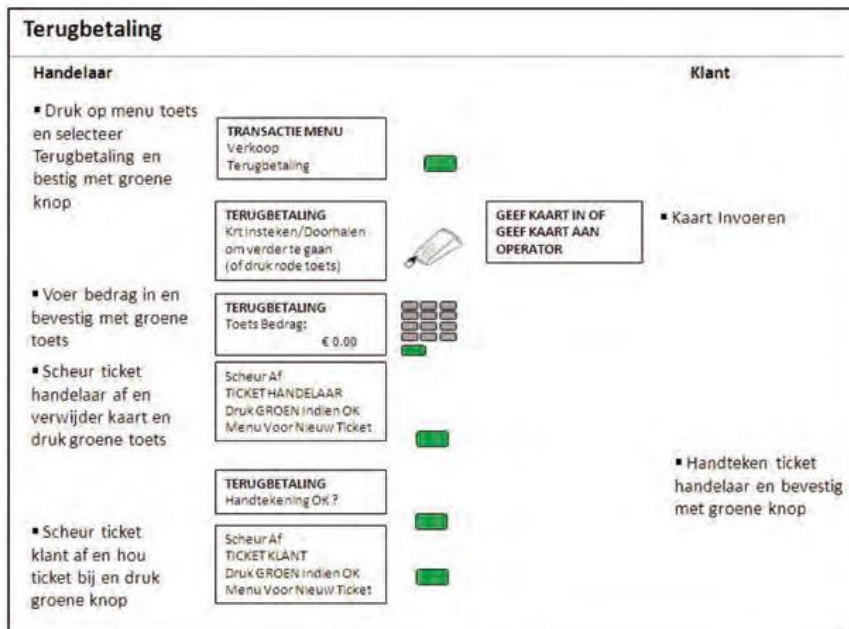 Terugbetaling
Handelaar
Klant
▪ Druk op menu toets
en selecteer
Terugbetaling en
bestig met groene
knop
TRANSACTIE MENU
Verkoop
Terugbetaling
TERUGBETALING
Krt insteken/Doorhalen
om verder te gaan
(of druk rode toets)
GEEF KAART IN OF
GEEF KAART AAN
OPERATOR
▪ Kaart Invoeren
▪ Voer bedrag in en
bevestig met groene
toets
TERUGBETALING
Toets Bedrag:
€ 0.00
▪ Scheur ticket
handelaar af en
verwijder kaart en
druk groene toets
Scheur Af
TICKET HANDELAAR
Druk GROEN Indien OK
Menu Voor Nieuw Ticket
TERUGBETALING
Handtekening OK ?
▪ Handteken ticket
handelaar en bevestig
met groene knop
▪ Scheur ticket
klant af en hou
ticket bij en druk
groene knop
Scheur Af
TICKET KLANT
Druk GROEN Indien OK
Menu Voor Nieuw Ticket